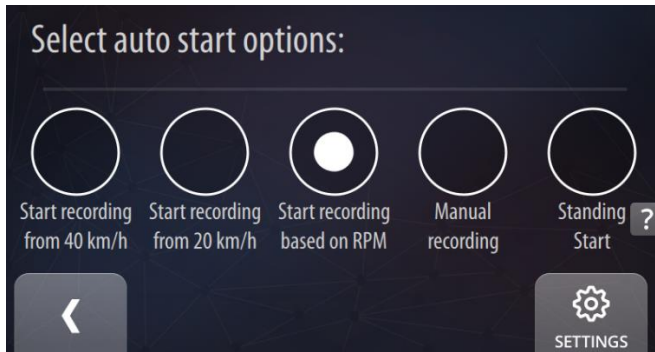 Select auto start options:
Start recording
from 40 km/h
Start recording
from 20 km/h
Start recording
based on RPM
Manual
recording
Standing
Start
?
SETTINGS